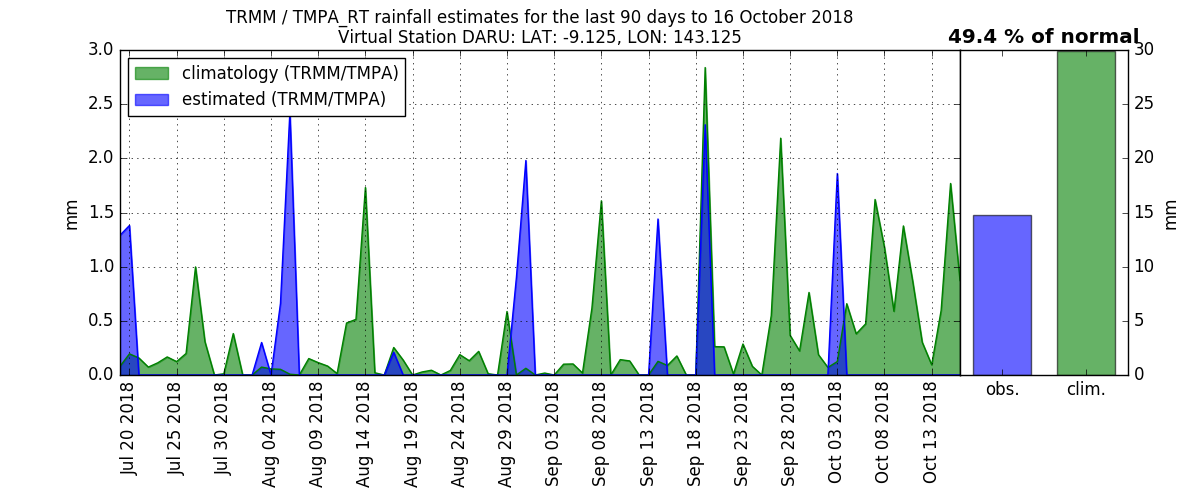 TRMM / TMPA_RT rainfall estimates for the last 90 days to 16 October 2018
Virtual Station DARU: LAT: -9.125, LON: 143.125
49.4 % of normal
climatology (TRMM/TMPA)
estimated (TRMM/TMPA)
mm
3.0
2.5
2.0
1.5
1.0
0.5
0.0
Jul 20 2018
Jul 25 2018
Jul 30 2018
Aug 04 2018
Aug 09 2018
Aug 14 2018
Aug 19 2018
Aug 24 2018
Aug 29 2018
Sep 03 2018
Sep 08 2018
Sep 13 2018
Sep 18 2018
Sep 23 2018
Sep 28 2018
Oct 03 2018
Oct 08 2018
Oct 13 2018
obs.
clim.
30
25
20
15
10
5
0
mm